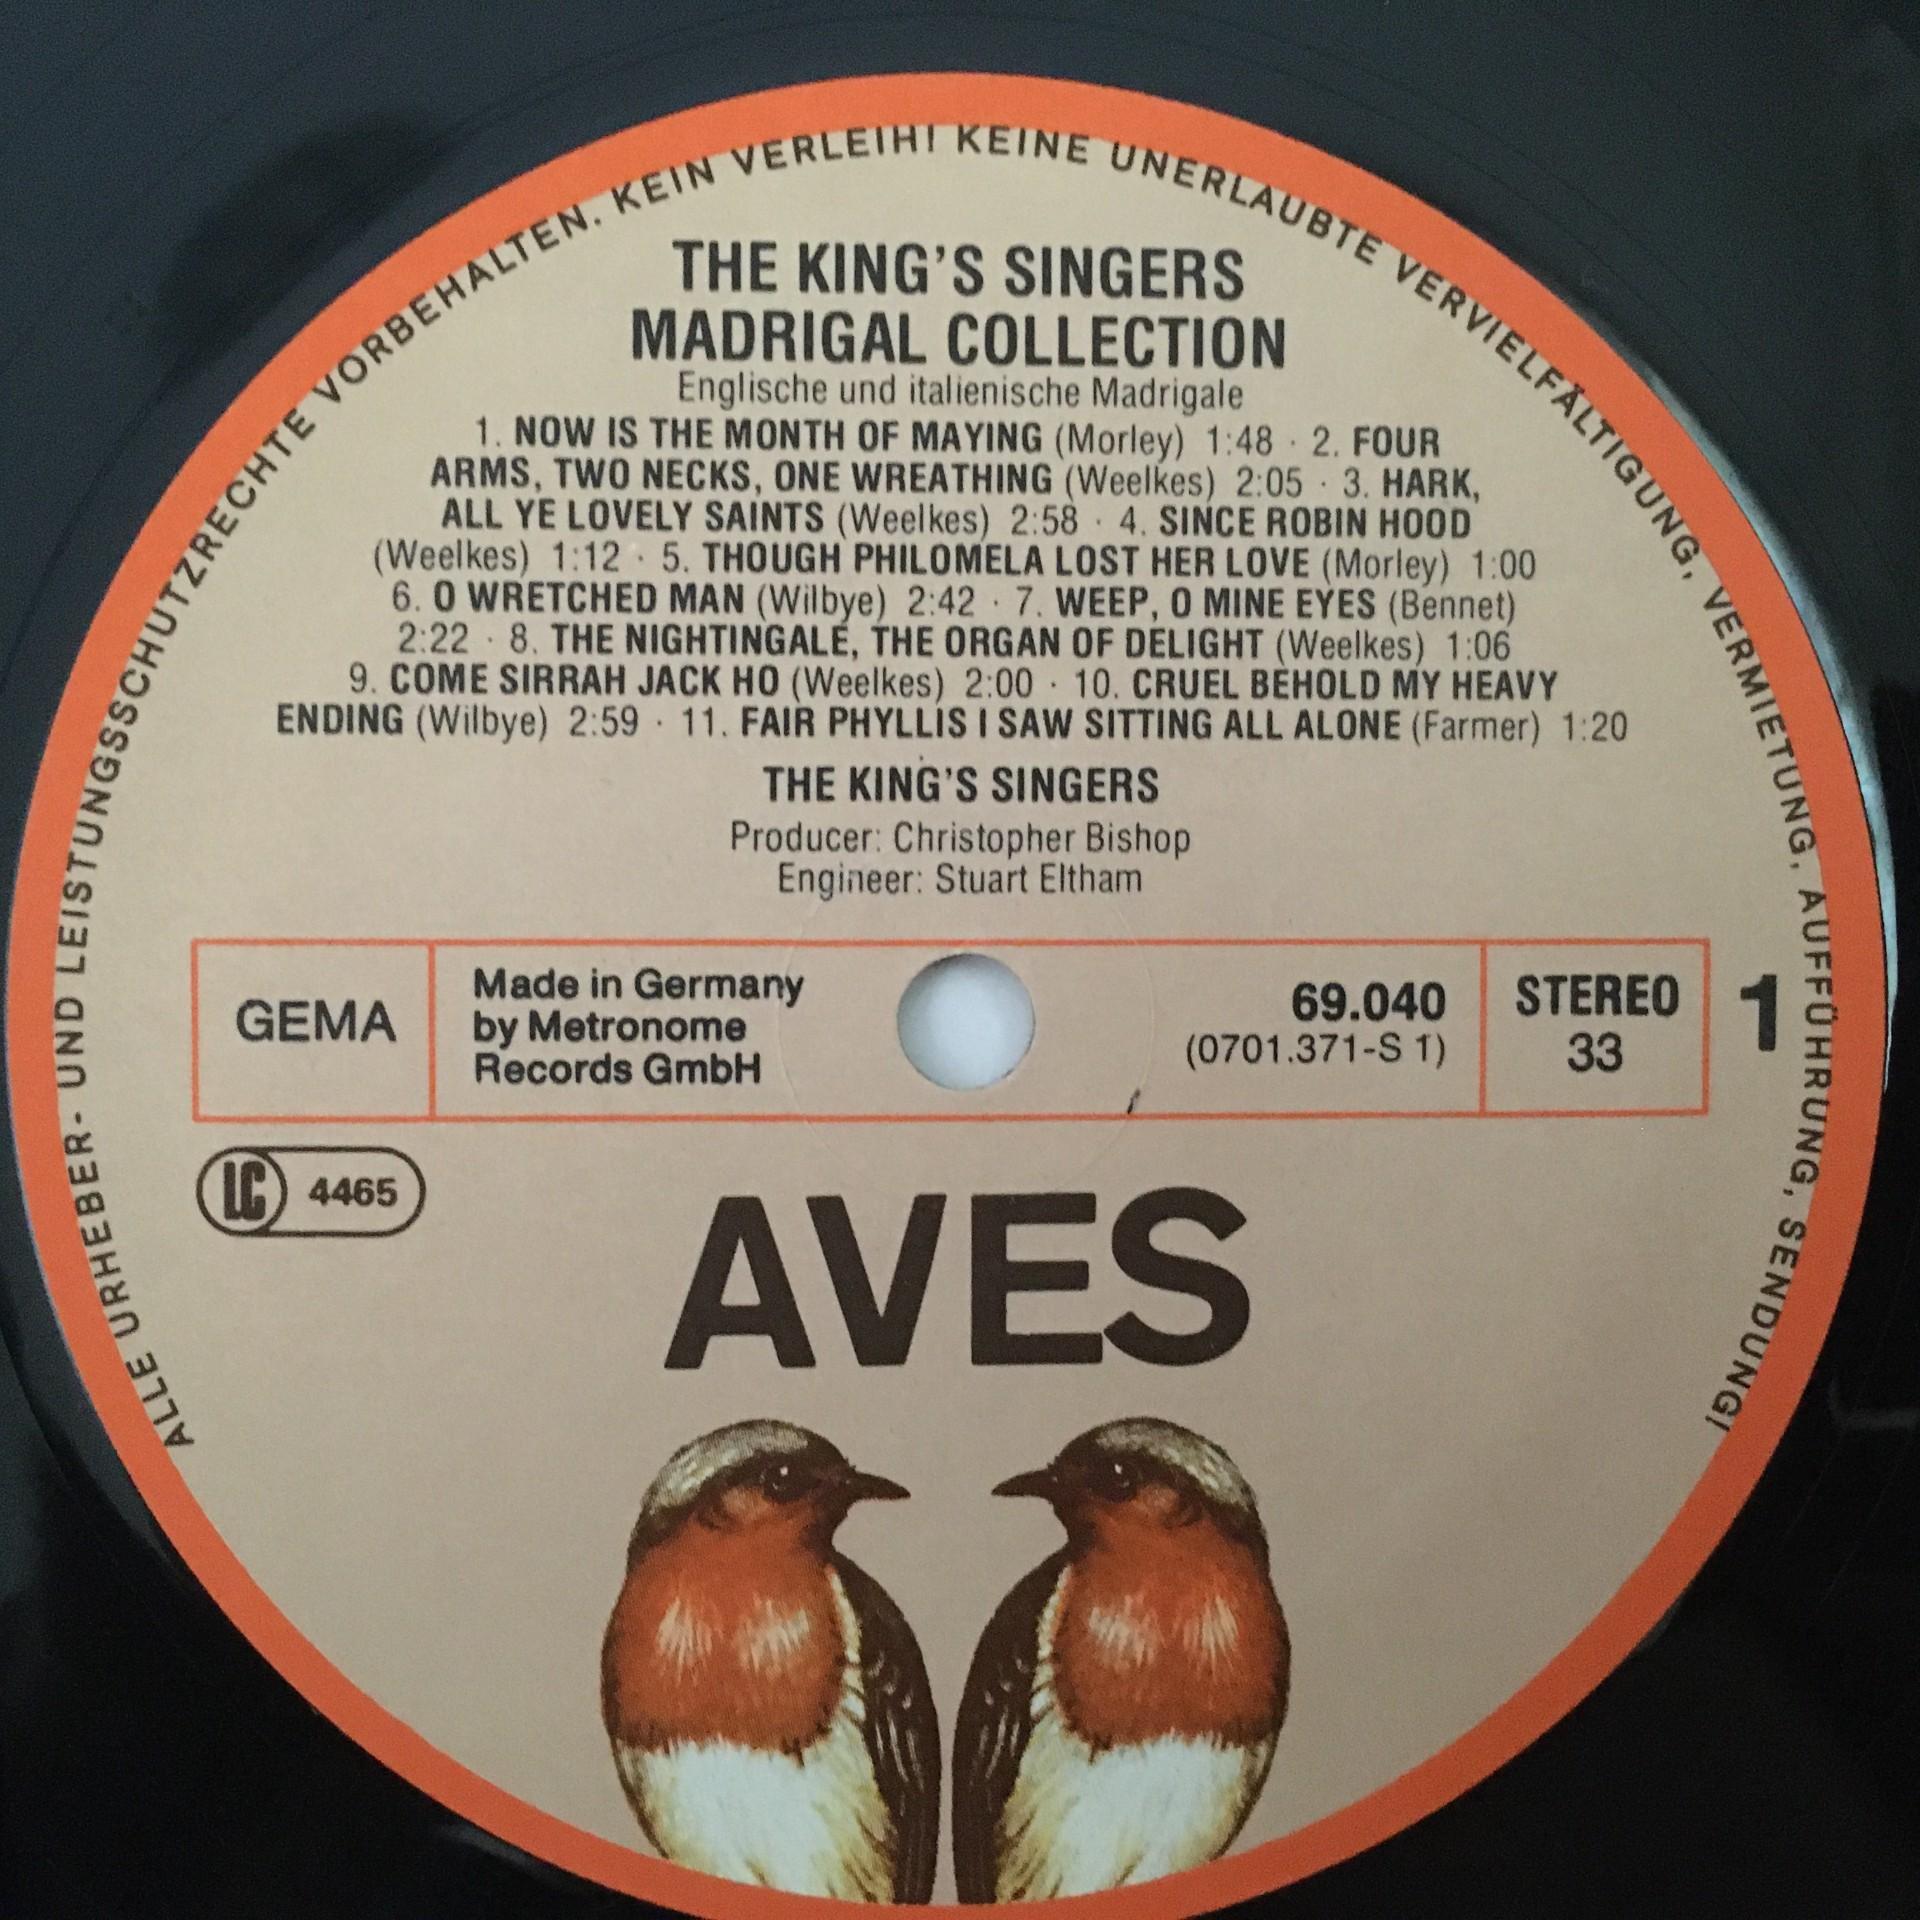 ALLE URHEBER- UND LEISTUNGSSCHUTZRECHTE VORBEHALTEN. KEIN VERLEIH! KEINE UNERLAUBTE VERVIELFÄLTIGUNG, VERMIETUNG, AUFFÜHRUNG, SENDUNG!
THE KING'S SINGERS
MADRIGAL COLLECTION
Englische und italienische Madrigale
1. NOW IS THE MONTH OF MAYING (Morley) 1:48 · 2. FOUR
ARMS, TWO NECKS, ONE WREATHING (Weelkes) 2:05 · 3. HARK,
ALL YE LOVELY SAINTS (Weelkes) 2:58 · 4. SINCE ROBIN HOOD
(Weelkes) 1:12 · 5. THOUGH PHILOMELA LOST HER LOVE (Morley) 1:00
6. O WRETCHED MAN (Wilbye) 2:42 · 7. WEEP, O MINE EYES (Bennet)
2:22 · 8. THE NIGHTINGALE, THE ORGAN OF DELIGHT (Weelkes) 1:06
9. COME SIRRAH JACK HO (Weelkes) 2:00 · 10. CRUEL BEHOLD MY HEAVY
ENDING (Wilbye) 2:59 · 11. FAIR PHYLLIS I SAW SITTING ALL ALONE (Farmer) 1:20
THE KING'S SINGERS
Producer: Christopher Bishop
Engineer: Stuart Eltham
GEMA
Made in Germany
by Metronome
Records GmbH
69.040
(0701.371-S 1)
STEREO
33
1
LC 4465
AVES